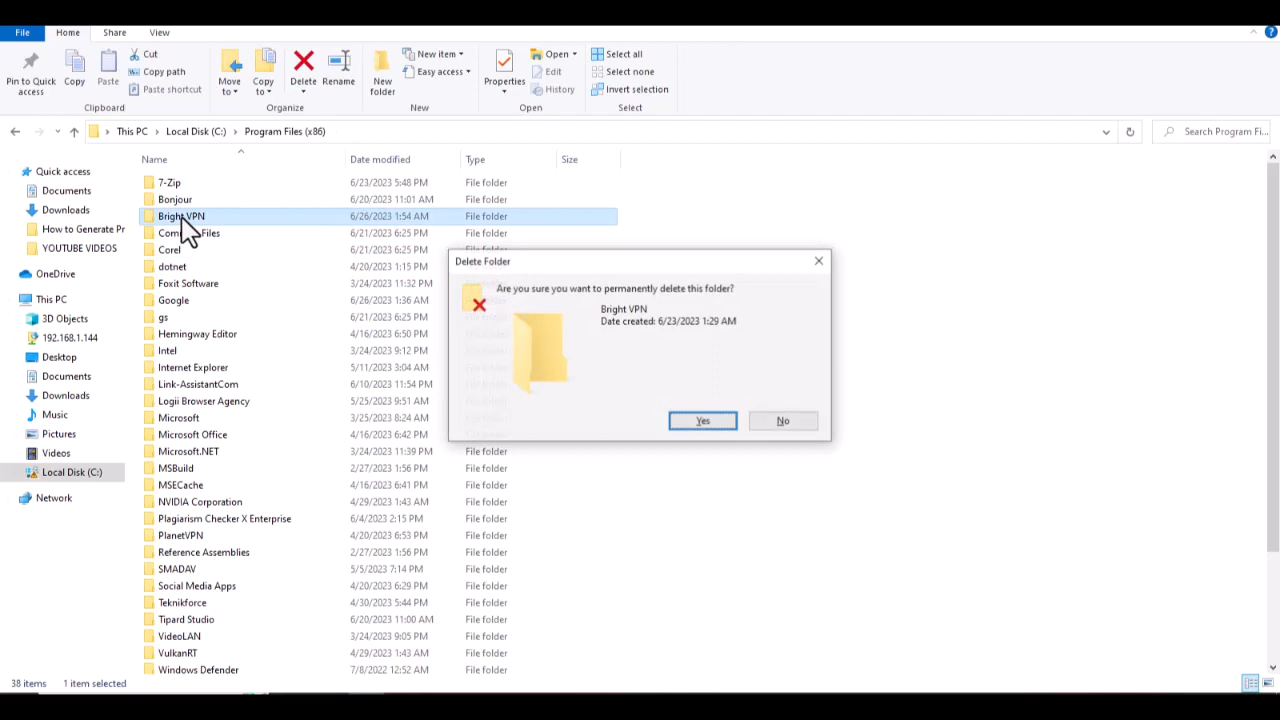 File Home Share View
Pin to Quick access
Copy
Paste
Cut
Copy path
Paste shortcut
Clipboard
Move to
Copy to
Delete
Rename
Organize
New folder
New item
Easy access
New
Properties
Open
Edit
History
Open
Select all
Select none
Invert selection
Select
This PC > Local Disk (C:) > Program Files (x86)
Search Program Fi...
Quick access
Documents
Downloads
How to Generate Pr
YOUTUBE VIDEOS
OneDrive
This PC
3D Objects
192.168.1.144
Desktop
Documents
Downloads
Music
Pictures
Videos
Local Disk (C:)
Network
Name Date modified Type Size
7-Zip 6/23/2023 5:48 PM File folder
Bonjour 6/20/2023 11:01 AM File folder
Bright VPN 6/26/2023 1:54 AM File folder
Com Files 6/21/2023 6:25 PM File folder
Corel 6/21/2023 6:25 PM
dotnet 4/20/2023 1:15 PM
Foxit Software 3/24/2023 11:32 PM
Google 6/26/2023 1:36 AM
gs 6/21/2023 6:25 PM
Hemingway Editor 4/16/2023 6:50 PM
Intel 3/24/2023 9:12 PM
Internet Explorer 5/11/2023 3:04 AM
Link-AssistantCom 6/10/2023 11:54 PM
Logii Browser Agency 5/25/2023 9:51 AM
Microsoft 3/25/2023 8:24 AM
Microsoft Office 4/16/2023 6:42 PM
Microsoft.NET 3/24/2023 11:39 PM File folder
MSBuild 2/27/2023 1:56 PM File folder
MSECache 4/16/2023 6:41 PM File folder
NVIDIA Corporation 4/29/2023 1:43 AM File folder
Plagiarism Checker X Enterprise 6/4/2023 2:15 PM File folder
PlanetVPN 4/20/2023 6:53 PM File folder
Reference Assemblies 2/27/2023 1:56 PM File folder
SMADAV 5/5/2023 7:14 PM File folder
Social Media Apps 4/20/2023 6:29 PM File folder
Teknikforce 4/30/2023 5:44 PM File folder
Tipard Studio 6/20/2023 11:00 AM File folder
VideoLAN 3/24/2023 9:05 PM File folder
VulkanRT 4/29/2023 1:43 AM File folder
Windows Defender 7/8/2022 12:52 AM File folder
Delete Folder
Are you sure you want to permanently delete this folder?
Bright VPN
Date created: 6/23/2023 1:29 AM
Yes No
38 items 1 item selected